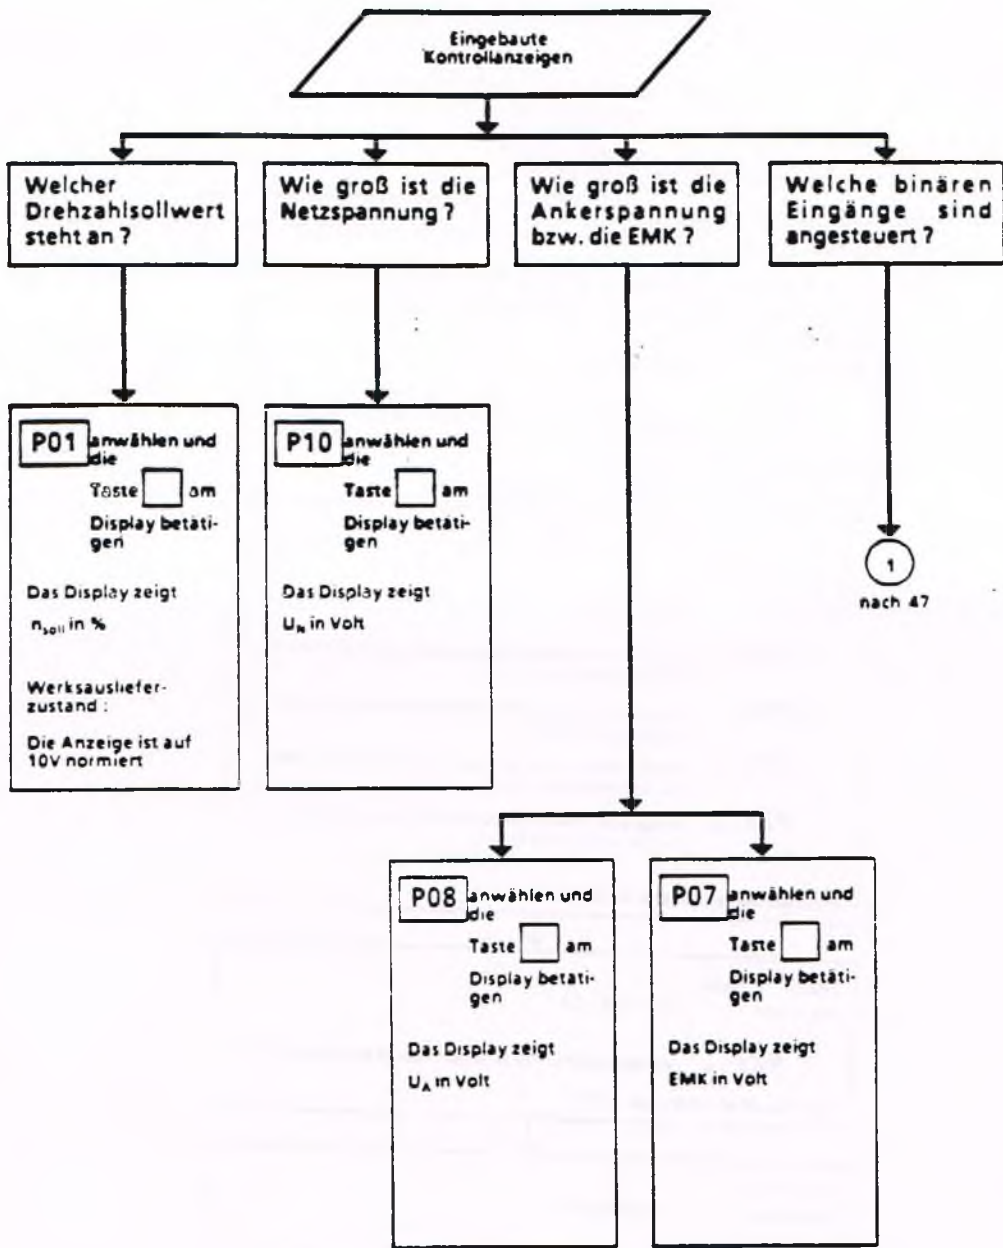 Eingebaute
Kontrollanzeigen
Welcher
Drehzahlsollwert
steht an ?
Wie groß ist die
Netzspannung ?
Wie groß ist die
Ankerspannung
bzw. die EMK ?
Welche binären
Eingänge sind
angesteuert ?
P01 anwählen und
die
Taste am
Display betäti-
gen
Das Display zeigt
nsoll in %
Werksausliefer-
zustand :
Die Anzeige ist auf
10V normiert
P10 anwählen und
die
Taste am
Display betäti-
gen
Das Display zeigt
UN in Volt
1
nach 47
P08 anwählen und
die
Taste am
Display betäti-
gen
Das Display zeigt
UA in Volt
P07 anwählen und
die
Taste am
Display betäti-
gen
Das Display zeigt
EMK in Volt